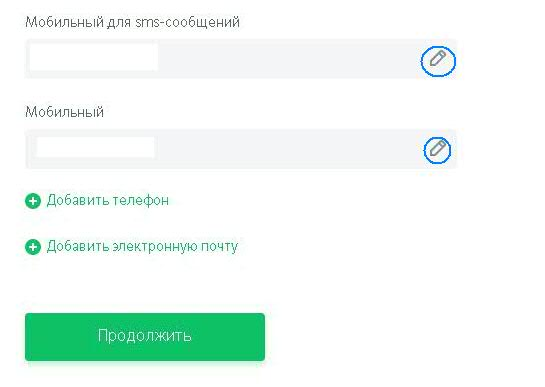 Мобильный для sms-сообщений
Мобильный
Добавить телефон
Добавить электронную почту
Продолжить